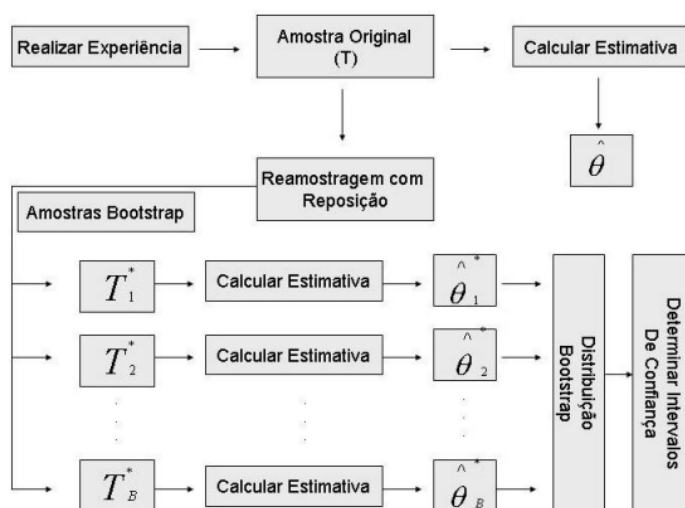 Realizar Experiência
Amostra Original
(T)
Calcular Estimativa
θ̂
Reamostragem com
Reposição
Amostras Bootstrap
T*1
Calcular Estimativa
θ̂*1
T*2
Calcular Estimativa
θ̂*2
T*B
Calcular Estimativa
θ̂*B
Distribuição
Bootstrap
Determinar Intervalos
De Confiança